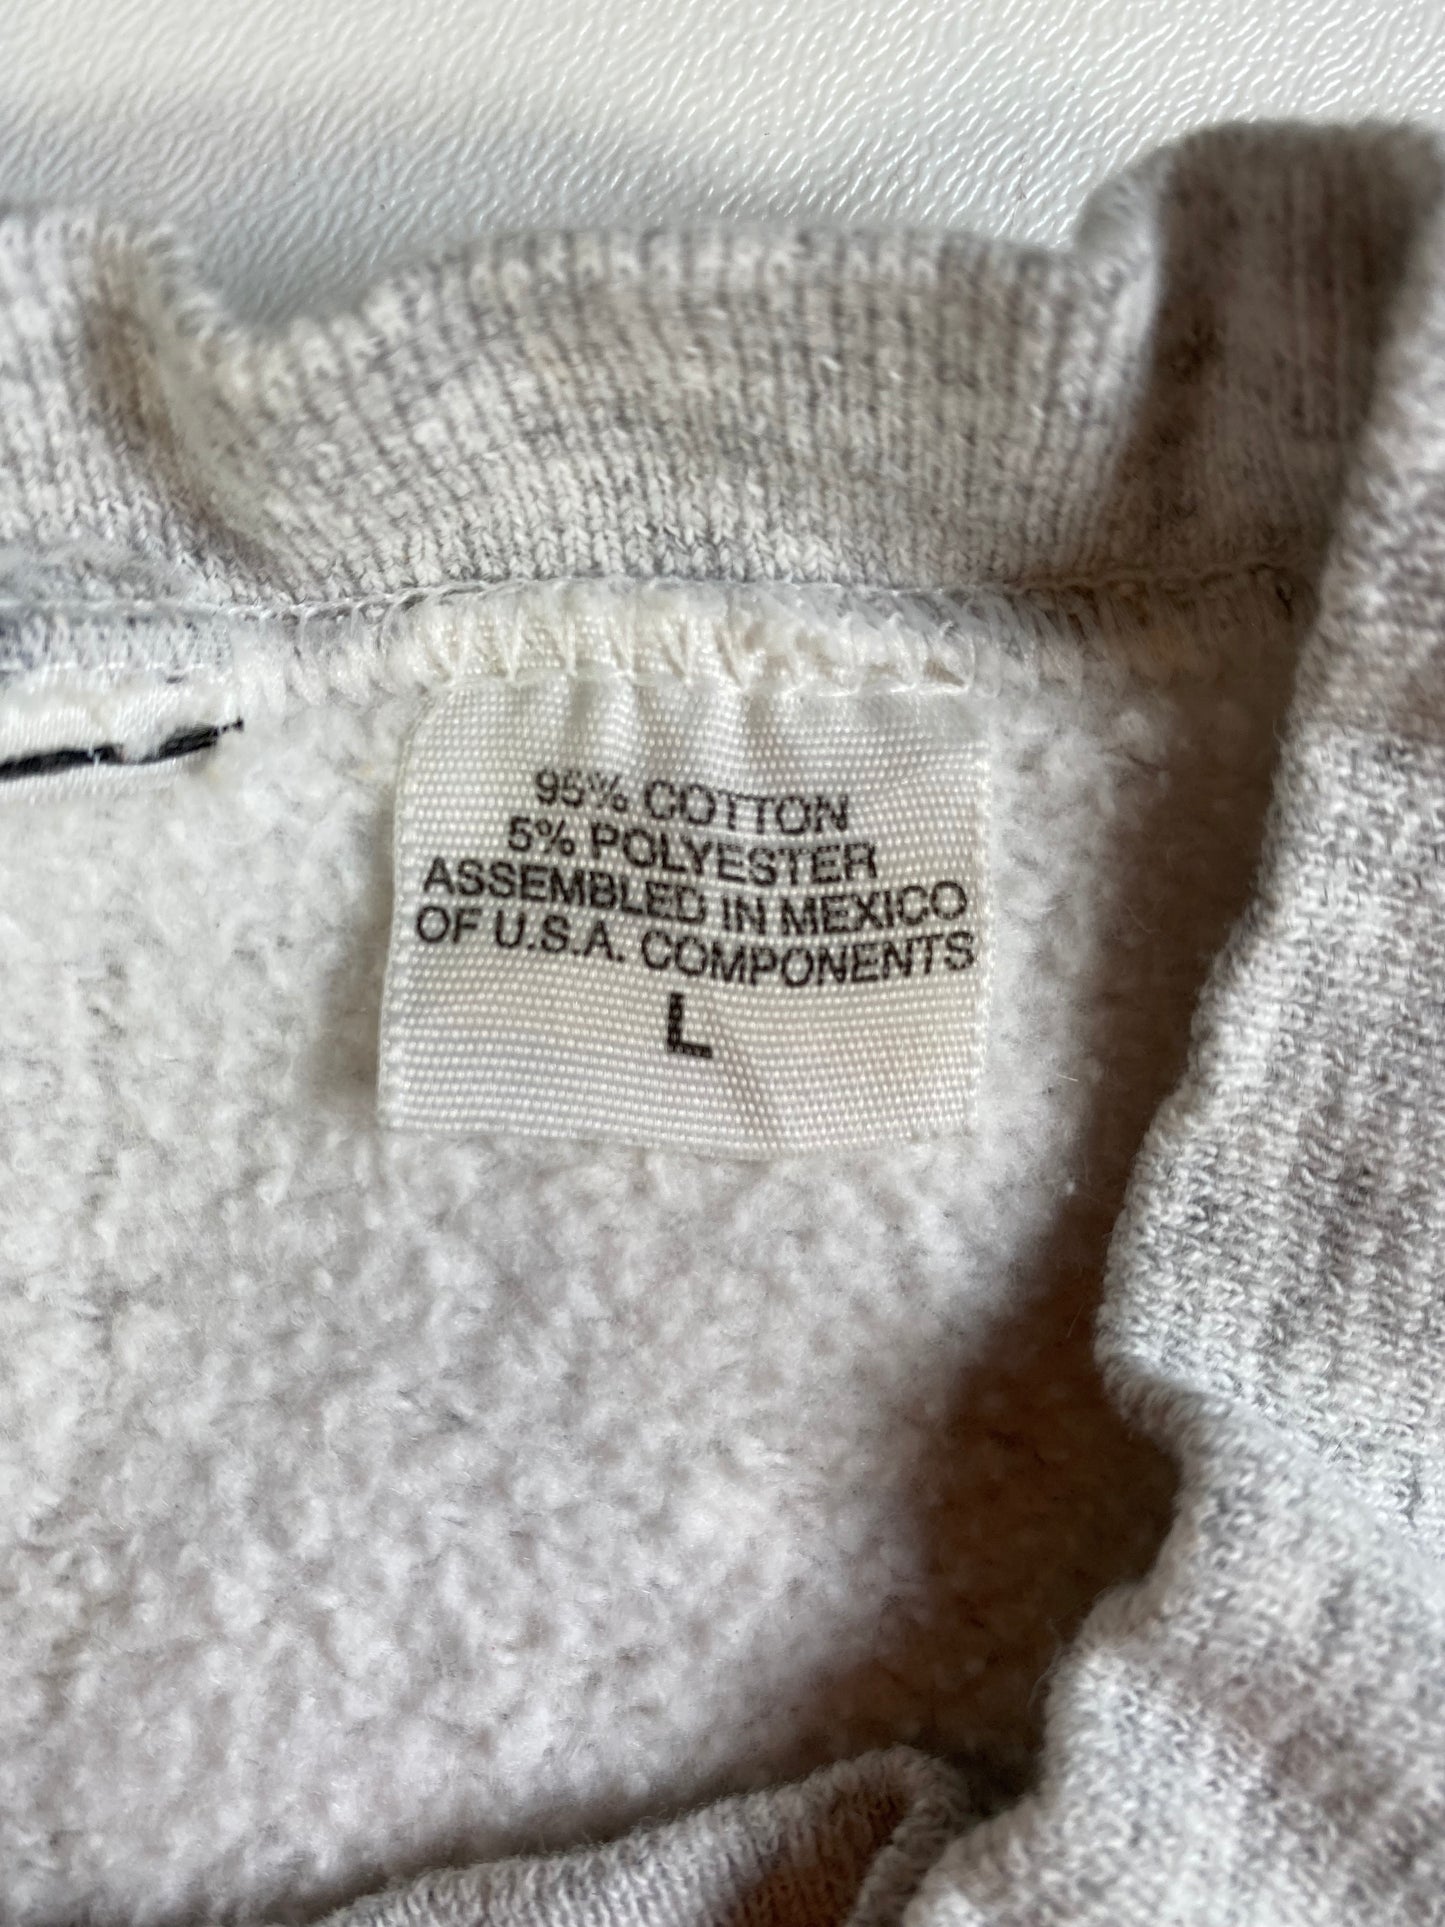 95% COTTON
5% POLYESTER
ASSEMBLED IN MEXICO
OF U.S.A. COMPONENTS
L